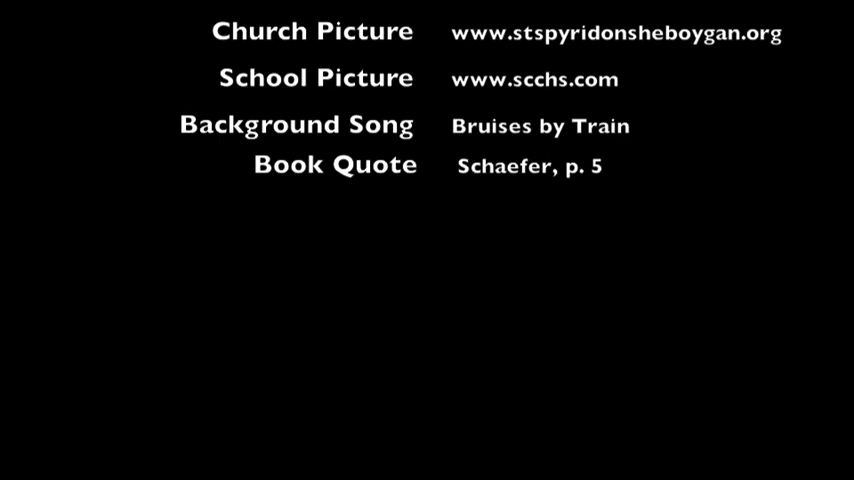 Church Picture www.stspyridonsheboygan.org
School Picture www.scchs.com
Background Song Bruises by Train
Book Quote Schaefer, p. 5